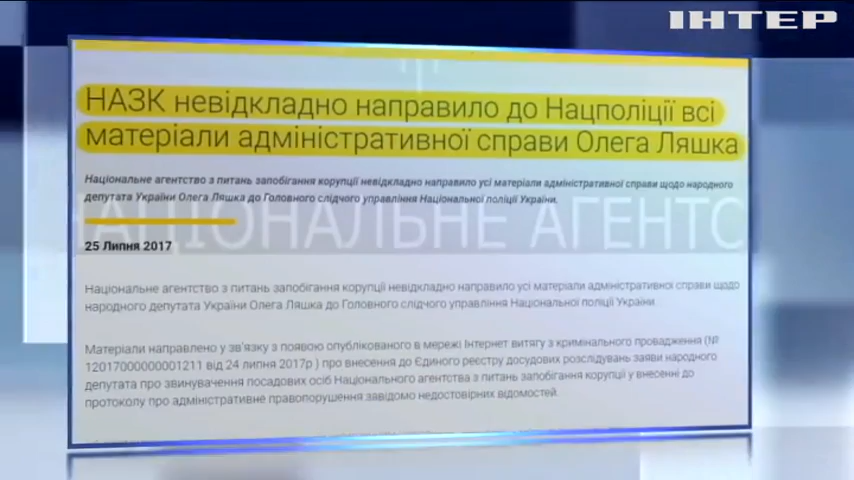 ІНТЕР
НАЗК невідкладно направило до Нацполіції всі
матеріали адміністративної справи Олега Ляшка
Національне агентство з питань запобігання корупції невідкладно направило усі матеріали адміністративної справи щодо народного
депутата України Олега Ляшка до Головного слідчого управління Національної поліції України.
НАЦІОНАЛЬНЕ АГЕНТС
25 Липня 2017
Національне агентство з питань запобігання корупції невідкладно направило усі матеріали адміністративної справи щодо
народного депутата України Олега Ляшка до Головного слідчого управління Національної поліції України.
Матеріали направлено у зв'язку з появою опублікованого в мережі Інтернет витягу з кримінального провадження (№
12017000000001211 від 24 липня 2017р ) про внесення до Єдиного реєстру досудових розслідувань заяви народного
депутата про звинувачення посадових осіб Національного агентства з питань запобігання корупції у внесенні до
протоколу про адміністративне правопорушення завідомо недостовірних відомостей.